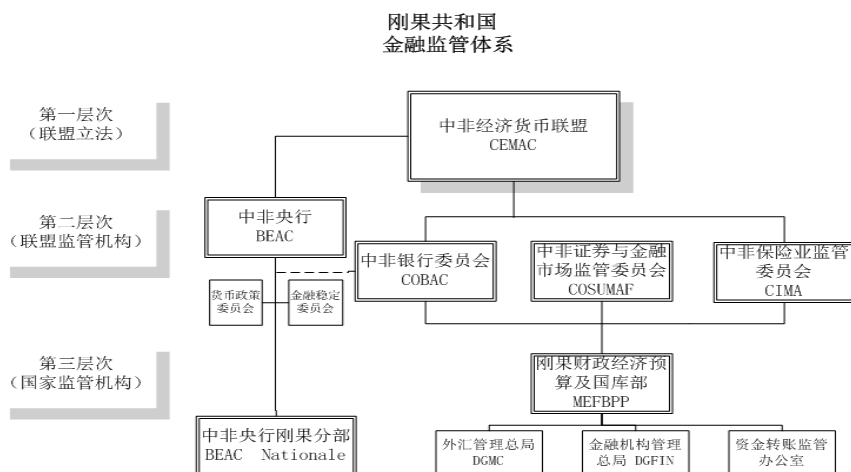 刚果共和国
金融监管体系
第一层次
（联盟立法）
中非经济货币联盟
CEMAC
第二层次
（联盟监管机构）
中非央行
BEAC
中非银行委员会
COBAC
中非证券与金融
市场监管委员会
COSUMAF
中非保险业监管
委员会
CIMA
货币政策
委员会
金融稳定
委员会
第三层次
（国家监管机构）
刚果财政经济预
算及国库部
MEFBPP
中非央行刚果分部
BEAC Nationale
外汇管理总局
DGMC
金融机构管理
总局 DGFIN
资金转账监管
办公室